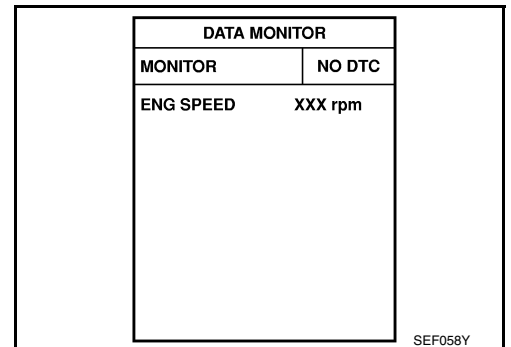 DATA MONITOR
MONITOR NO DTC
ENG SPEED XXX rpm
SEF058Y